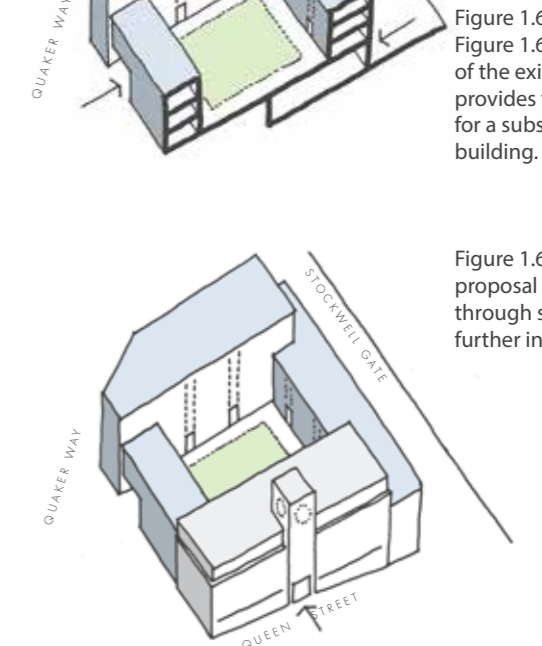 QUAKER WAY
Figure 1.6
Figure 1.6
of the exi
provides
for a subs
building.
Figure 1.6
proposal
through s
further in
STOCKWELL GATE
QUAKER WAY
QUEEN STREET